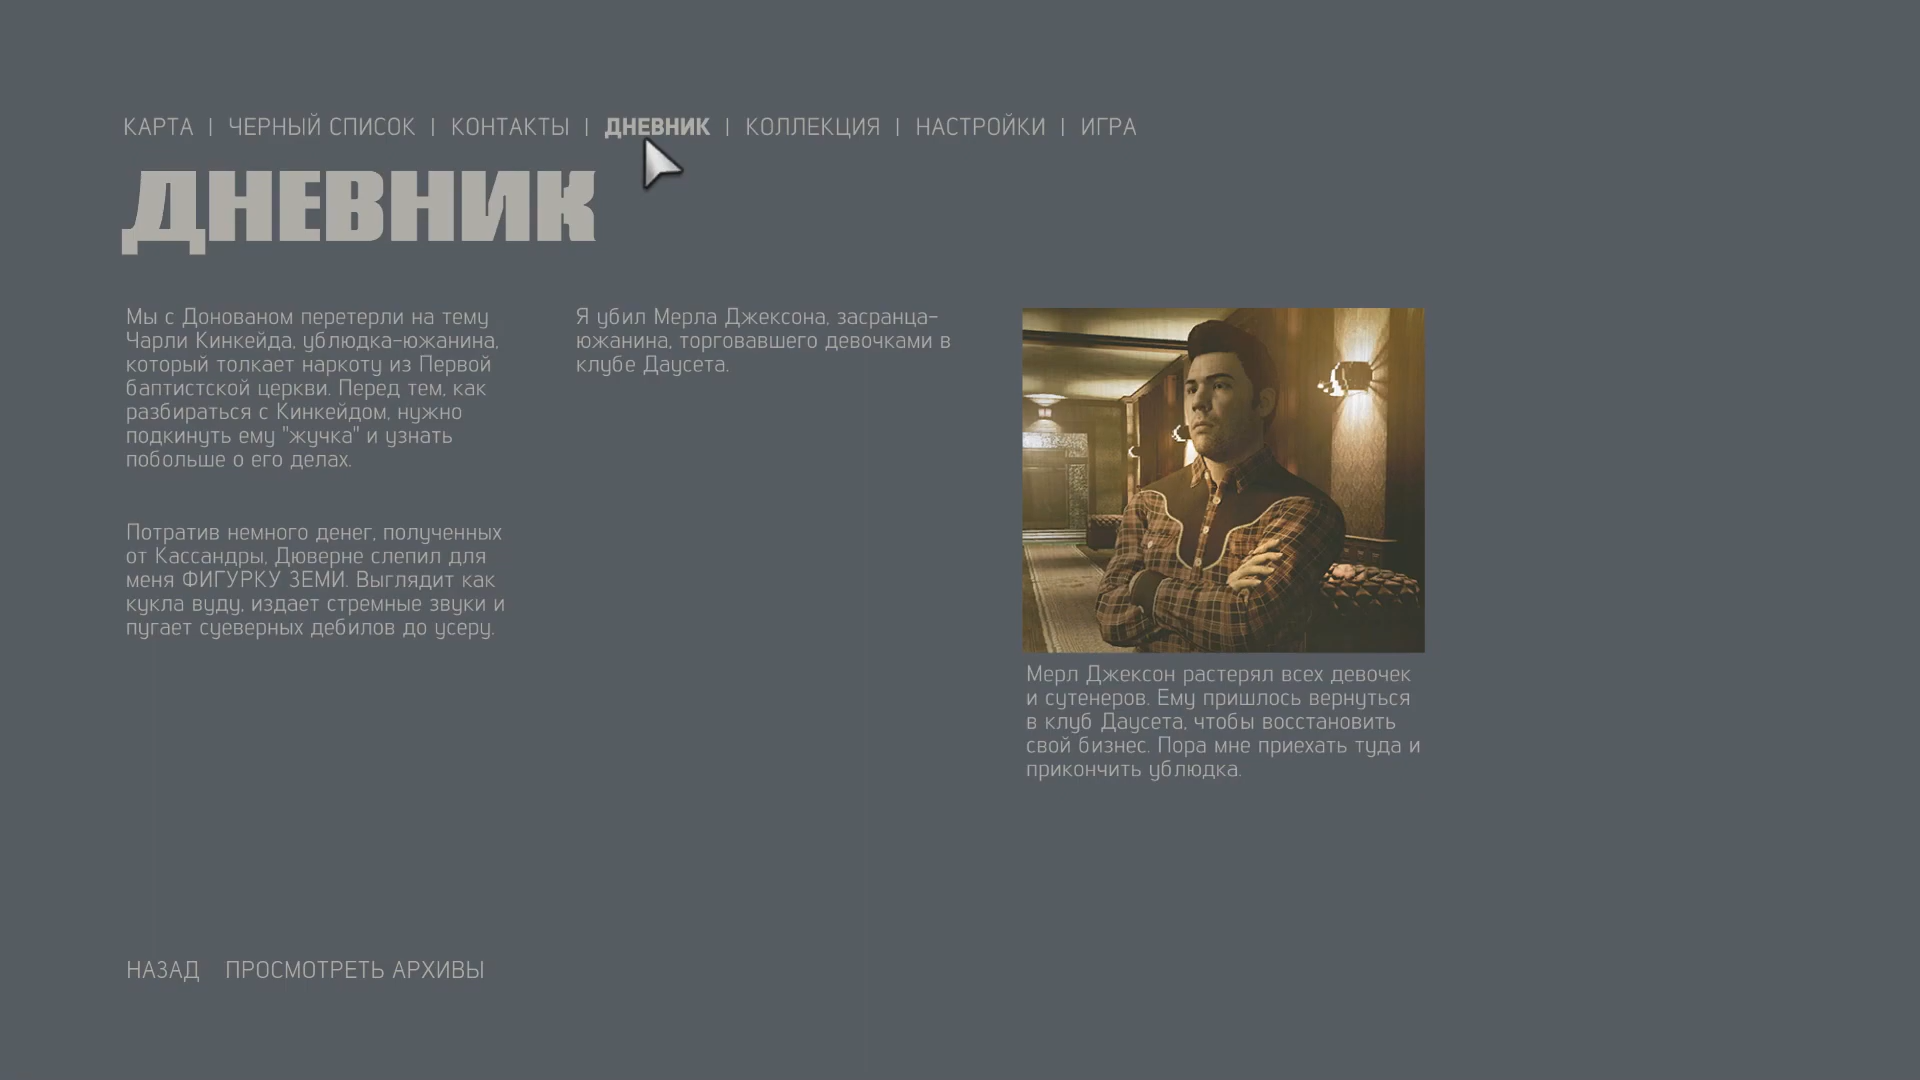 КАРТА | ЧЕРНЫЙ СПИСОК | КОНТАКТЫ | ДНЕВНИК | КОЛЛЕКЦИЯ | НАСТРОЙКИ | ИГРА
ДНЕВНИК
Мы с Донованом перетерли на тему
Чарли Кинкейда, ублюдка-южанина,
который толкает наркоту из Первой
баптистской церкви. Перед тем, как
разбираться с Кинкейдом, нужно
подкинуть ему "жучка" и узнать
побольше о его делах.
Потратив немного денег, полученных
от Кассандры, Дюверне слепил для
меня ФИГУРКУ ЗЕМИ. Выглядит как
кукла вуду, издает стремные звуки и
пугает суеверных дебилов до усеру.
Я убил Мерла Джексона, засранца-
южанина, торговавшего девочками в
клубе Даусета.
Мерл Джексон растерял всех девочек
и сутенеров. Ему пришлось вернуться
в клуб Даусета, чтобы восстановить
свой бизнес. Пора мне приехать туда и
прикончить ублюдка.
НАЗАД ПРОСМОТРЕТЬ АРХИВЫ